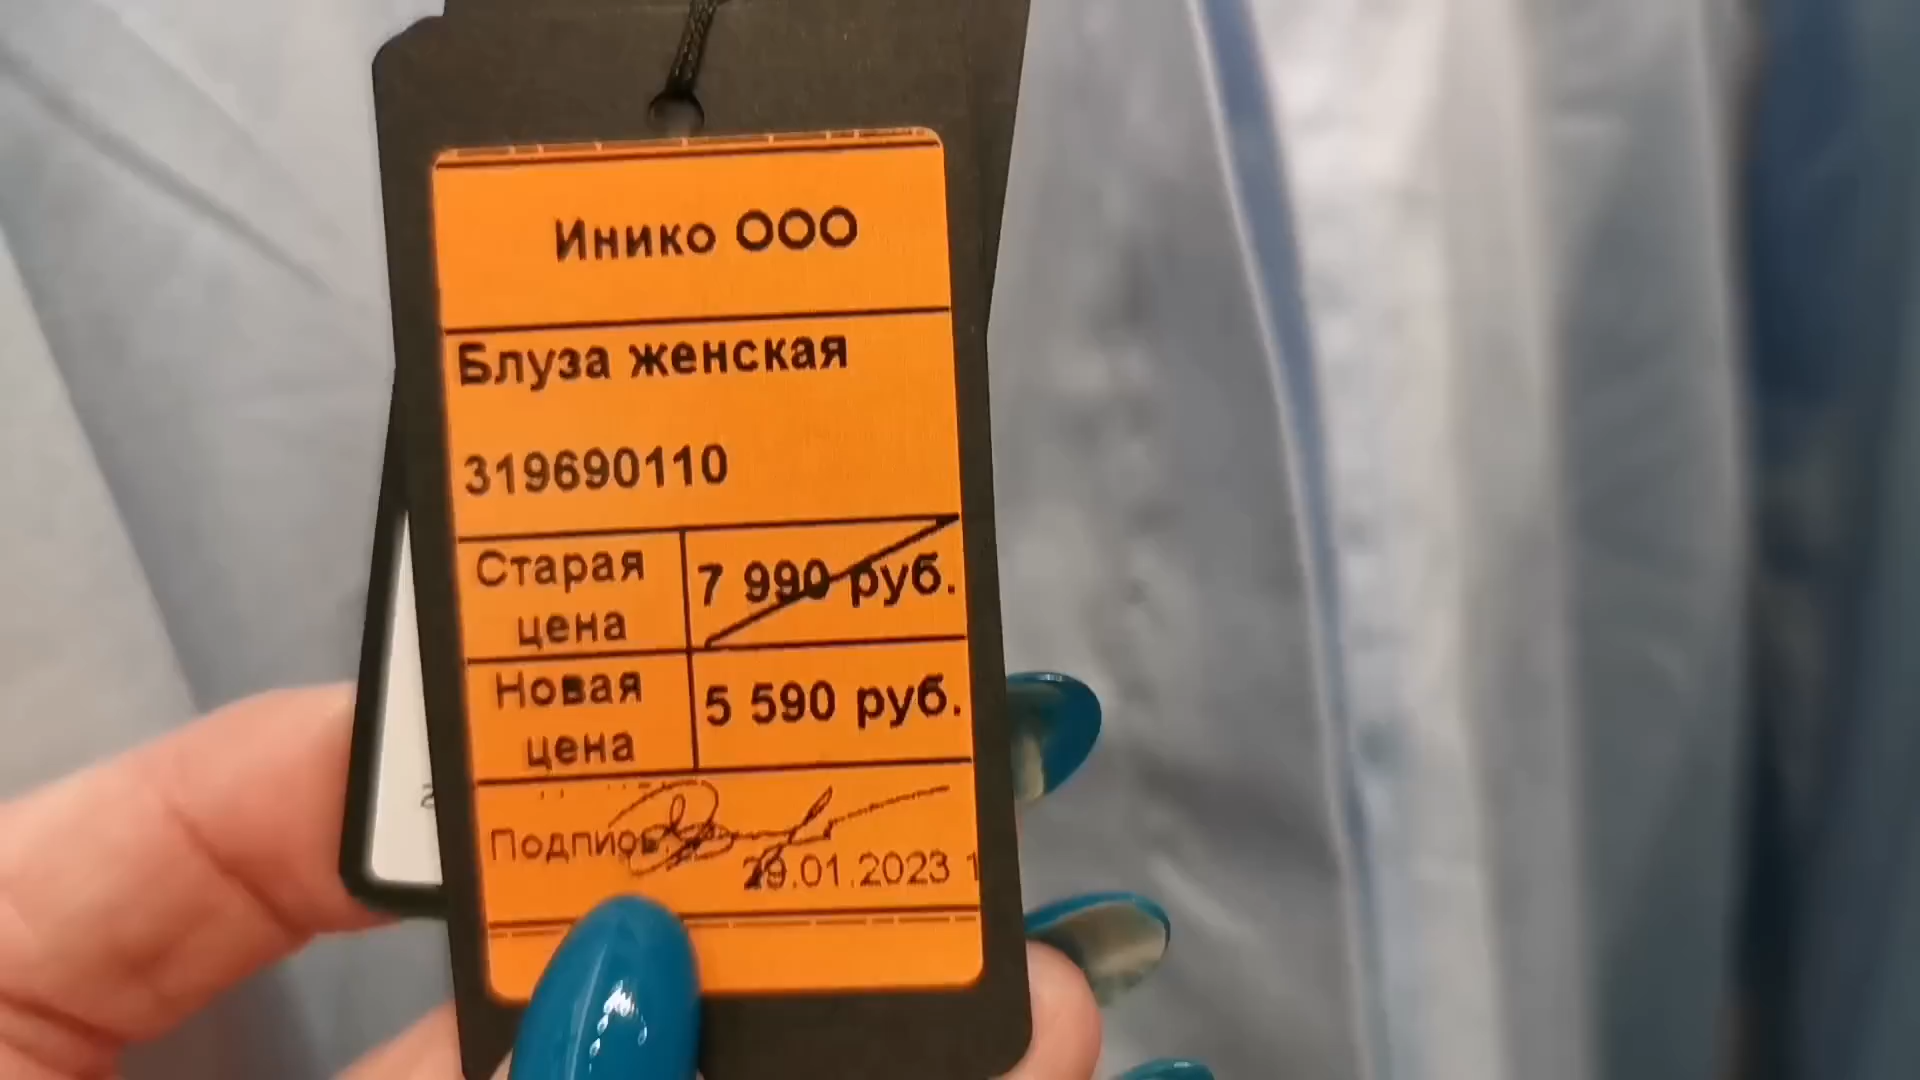 Инико ООО
Блуза женская
319690110
Старая цена
7 990 руб.
Новая цена
5 590 руб.
Подпись
29.01.2023 1